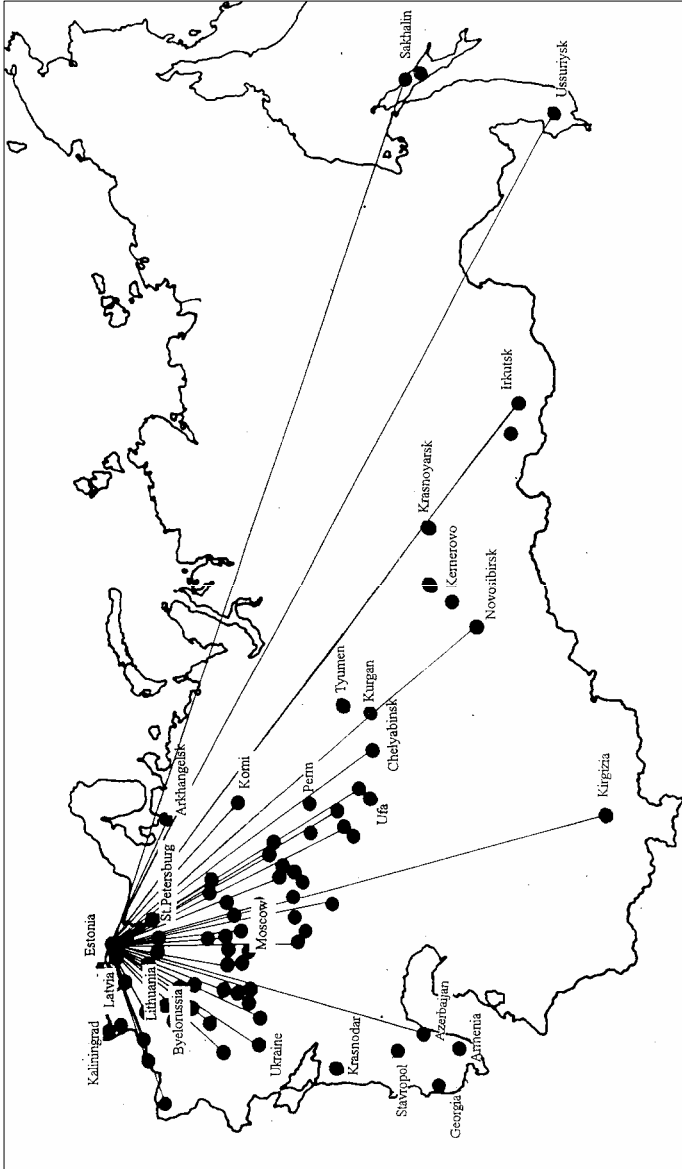 Estonia
Latvia
Lithuania
Kaliningrad
Byelorussia
Ukraine
St.Petersburg
Moscow
Arkhangelsk
Komi
Perm
Ufa
Chelyabinsk
Kurgan
Tyumen
Novosibirsk
Kemerovo
Krasnoyarsk
Irkutsk
Sakhalin
Ussuriysk
Kirgizia
Krasnodar
Stavropol
Georgia
Armenia
Azerbaijan